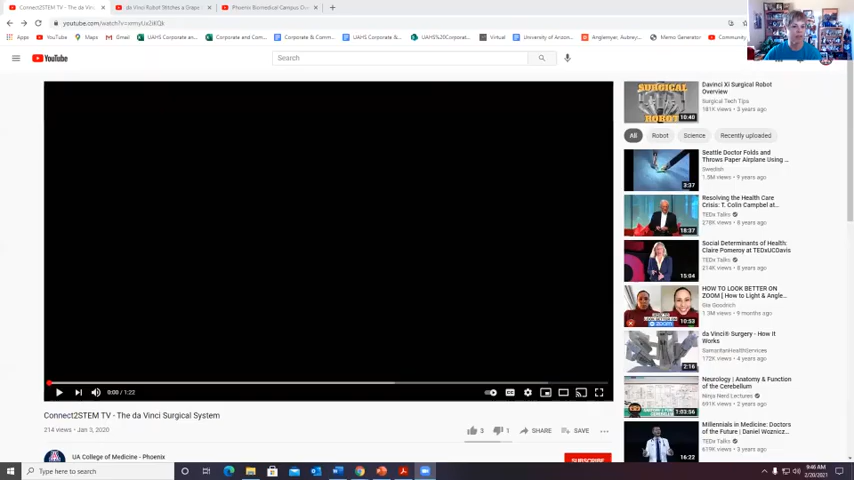 Connect2STEM TV - The da Vinci
da Vinci Robot Stitches a Grape
Phoenix Biomedical Campus
youtube.com/watch?v=
YouTube
Maps
Gmail
UAHS Corporate an
Corporate and Com
Corporate & Comm
UAHS Corporate
UAHS%20Corporat
Virtual
University of Arizon
Angiemyer, Aubrey
Memo Generator
Community
YouTube
Search
SURGICAL
ROBOT
10:40
Davinci Xi Surgical Robot
Overview
Surgical Tech Tips
181K views • 3 years ago
All
Robot
Science
Recently uploaded
3:37
Seattle Doctor Folds and
Throws Paper Airplane Using ...
Swedish
1.5M views • 9 years ago
18:37
Resolving the Health Care
Crisis: T. Colin Campbel at...
TEDx Talks
278K views • 8 years ago
15:04
Social Determinants of Health:
Claire Pomeroy at TEDxUCDavis
TEDx Talks
214K views • 8 years ago
zoom
10:53
HOW TO LOOK BETTER ON
ZOOM [ How to Light & Angle...
Gia Goodrich
1.3M views • 9 months ago
2:16
da Vinci® Surgery - How It
Works
SamaritanHealthServices
172K views • 4 years ago
1:03:56
Neurology | Anatomy & Function
of the Cerebellum
Ninja Nerd Lectures
691K views • 2 years ago
16:22
Millennials in Medicine: Doctors
of the Future | Daniel Woznicz...
TEDx Talks
619K views • 3 years ago
0:00 / 1:22
Connect2STEM TV - The da Vinci Surgical System
214 views • Jan 3, 2020
3
1
SHARE
SAVE
UA College of Medicine - Phoenix
SUBSCRIBE
Type here to search
9:46 AM
2/20/2021